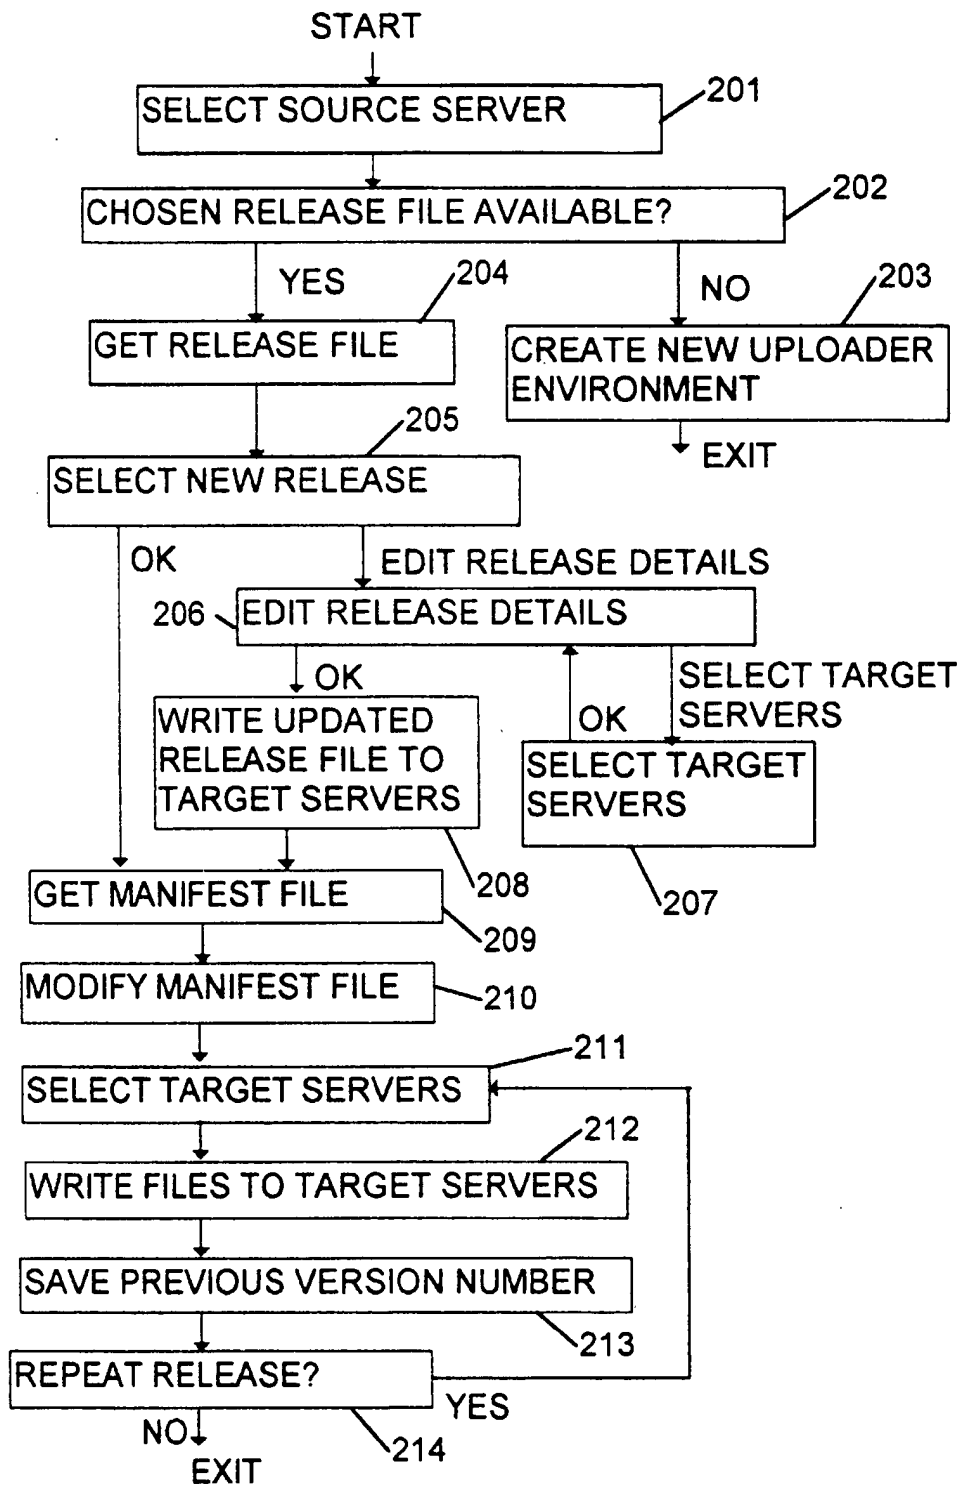 START
SELECT SOURCE SERVER
201
CHOSEN RELEASE FILE AVAILABLE?
202
YES
204
NO
203
GET RELEASE FILE
CREATE NEW UPLOADER
ENVIRONMENT
205
EXIT
SELECT NEW RELEASE
OK
EDIT RELEASE DETAILS
206
EDIT RELEASE DETAILS
OK
SELECT TARGET
SERVERS
OK
WRITE UPDATED
RELEASE FILE TO
TARGET SERVERS
SELECT TARGET
SERVERS
208
207
GET MANIFEST FILE
209
MODIFY MANIFEST FILE
210
211
SELECT TARGET SERVERS
212
WRITE FILES TO TARGET SERVERS
SAVE PREVIOUS VERSION NUMBER
213
REPEAT RELEASE?
YES
NO
214
EXIT